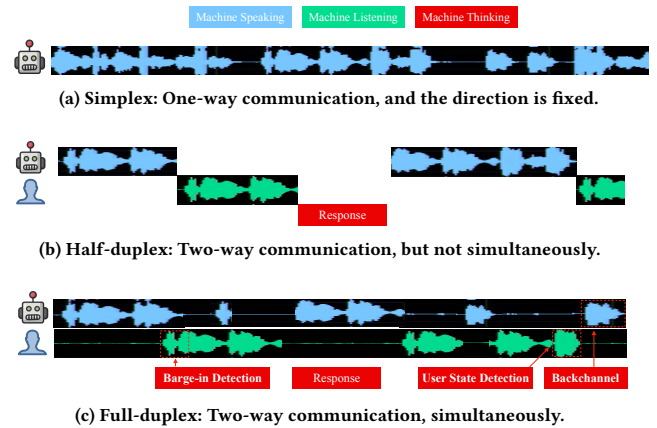 Machine Speaking Machine Listening Machine Thinking
(a) Simplex: One-way communication, and the direction is fixed.
Response
(b) Half-duplex: Two-way communication, but not simultaneously.
Barge-in Detection Response User State Detection Backchannel
(c) Full-duplex: Two-way communication, simultaneously.